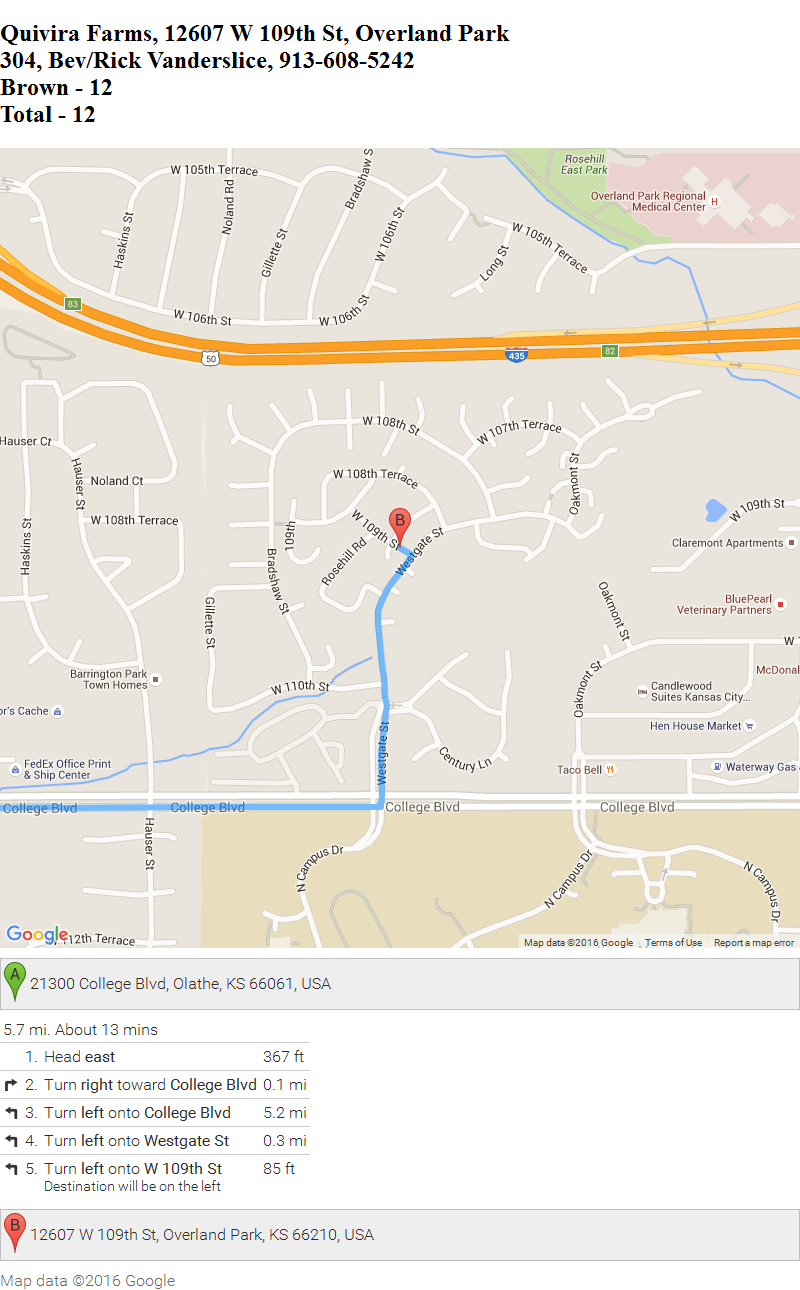 Quivira Farms, 12607 W 109th St, Overland Park
304, Bev/Rick Vanderslice, 913-608-5242
Brown - 12
Total - 12
Rosehill
East Park
W 105th Terrace
Bradshaw S
Noland Rd
Overland Park Regional
Medical Center
H
Haskins St
W 106th St
Gillette St
W 105th Terrace
Long St
83
W 106th St
W 106th St
50
435
82
W 108th St
W 107th Terrace
Hauser Ct
Hauser St
Noland Ct
W 108th Terrace
Oakmont St
W 108th Terrace
W 109th St
B
W 109th St
Haskins St
109th
Rosehill Rd
Westgate St
Claremont Apartments
Bradshaw St
Gillette St
Oakmont St
BluePearl
Veterinary Partners
W 1
Barrington Park
Town Homes
W 110th St
Oakmont St
McDonal
Candlewood
Suites Kansas City...
or's Cache
Westgate St
Hen House Market
Century Ln
FedEx Office Print
& Ship Center
Taco Bell
Waterway Gas
College Blvd
College Blvd
College Blvd
College Blvd
Hauser St
N Campus Dr
N Campus Dr
N Campus Dr
Google
W 112th Terrace
Map data ©2016 Google
Terms of Use
Report a map error
A
21300 College Blvd, Olathe, KS 66061, USA
5.7 mi. About 13 mins
1. Head east 367 ft
2. Turn right toward College Blvd 0.1 mi
3. Turn left onto College Blvd 5.2 mi
4. Turn left onto Westgate St 0.3 mi
5. Turn left onto W 109th St 85 ft
Destination will be on the left
B
12607 W 109th St, Overland Park, KS 66210, USA
Map data ©2016 Google